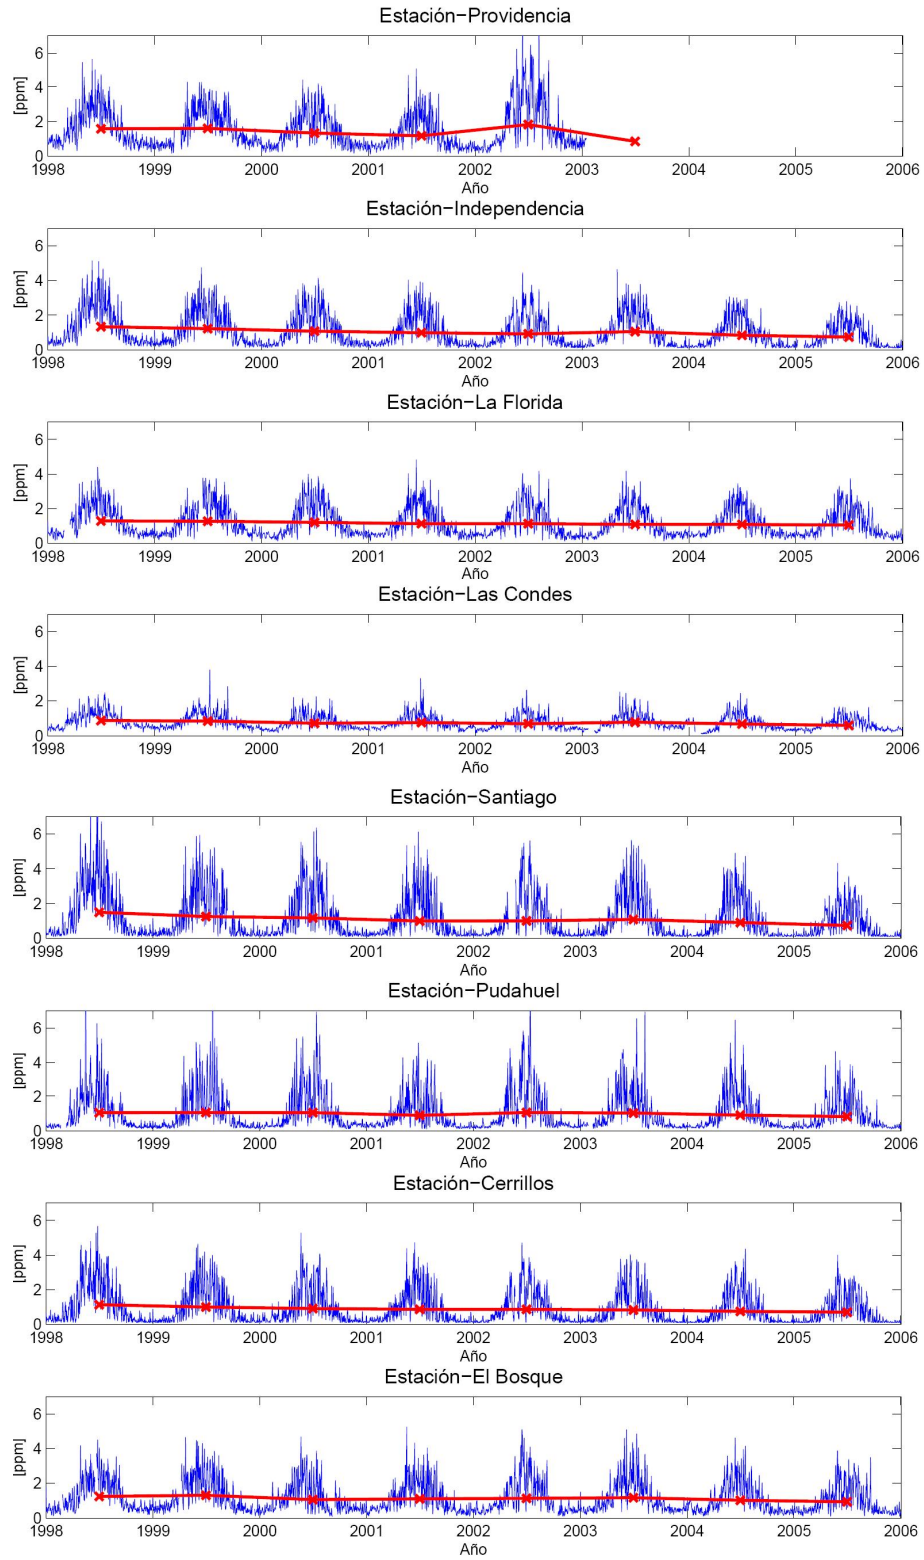 Estación−Providencia
[ppm]
6
4
2
0
1998 1999 2000 2001 2002 2003 2004 2005 2006
Año
Estación−Independencia
[ppm]
6
4
2
0
1998 1999 2000 2001 2002 2003 2004 2005 2006
Año
Estación−La Florida
[ppm]
6
4
2
0
1998 1999 2000 2001 2002 2003 2004 2005 2006
Año
Estación−Las Condes
[ppm]
6
4
2
0
1998 1999 2000 2001 2002 2003 2004 2005 2006
Año
Estación−Santiago
[ppm]
6
4
2
0
1998 1999 2000 2001 2002 2003 2004 2005 2006
Año
Estación−Pudahuel
[ppm]
6
4
2
0
1998 1999 2000 2001 2002 2003 2004 2005 2006
Año
Estación−Cerrillos
[ppm]
6
4
2
0
1998 1999 2000 2001 2002 2003 2004 2005 2006
Año
Estación−El Bosque
[ppm]
6
4
2
0
1998 1999 2000 2001 2002 2003 2004 2005 2006
Año